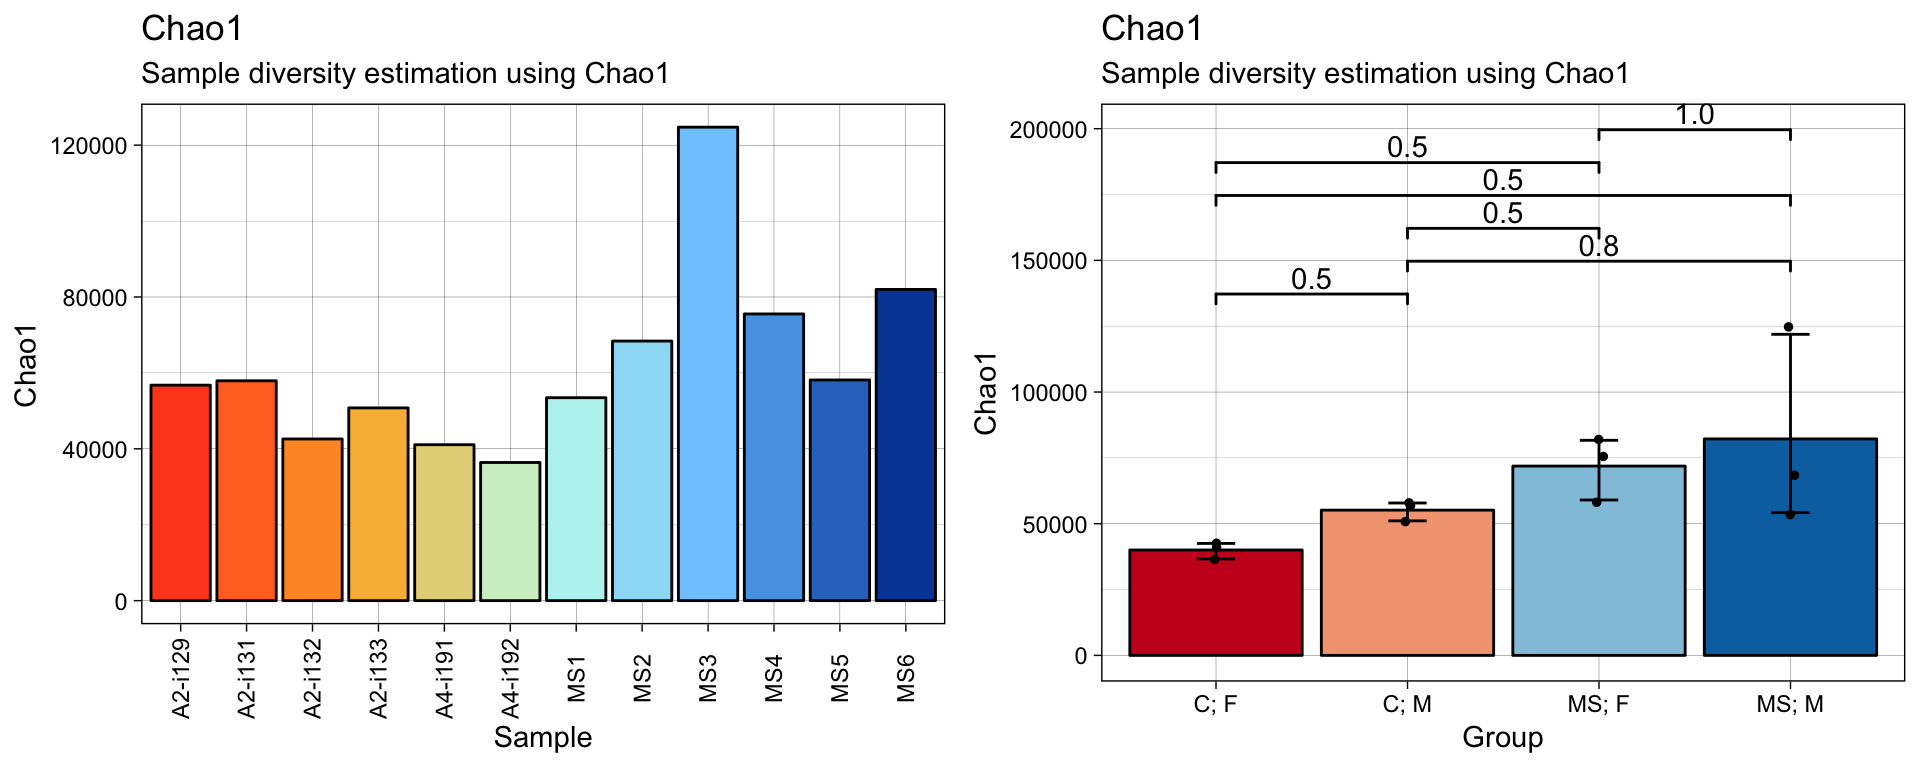 Chao1
Sample diversity estimation using Chao1
120000
80000
40000
0
Chao1
A2-i129
A2-i131
A2-i132
A2-i133
A4-i191
A4-i192
MS1
MS2
MS3
MS4
MS5
MS6
Sample
Chao1
Sample diversity estimation using Chao1
200000
150000
100000
50000
0
Chao1
1.0
0.5
0.5
0.5
0.8
0.5
C; F
C; M
MS; F
MS; M
Group